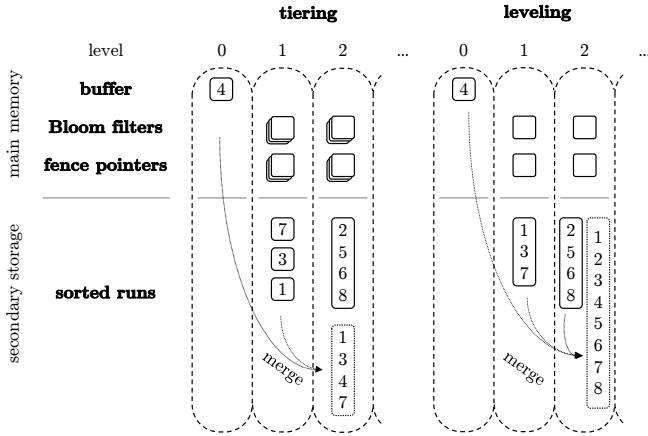 tiering leveling
level 0 1 2 ... 0 1 2 ...
main memory
buffer 4 4
Bloom filters
fence pointers
secondary storage
sorted runs
7
3
1
2
5
6
8
1
3
4
7
merge
1
3
7
2
5
6
8
1
2
3
4
5
6
7
8
merge